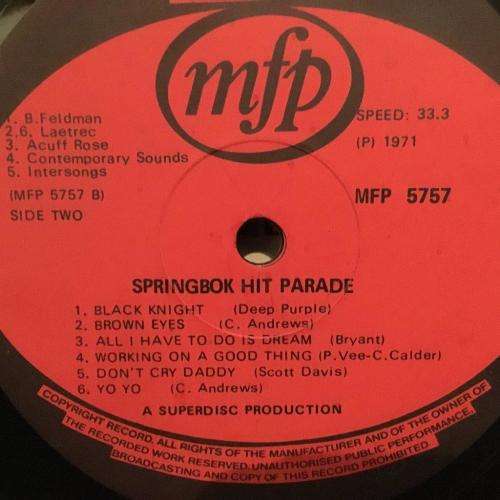 mfp
1. B.Feldman
2,6. Laetrec
3. Acuff Rose
4. Contemporary Sounds
5. Intersongs
(MFP 5757 B)
SIDE TWO
SPEED: 33.3
(P) 1971
MFP 5757
SPRINGBOK HIT PARADE
1. BLACK KNIGHT (Deep Purple)
2. BROWN EYES (C. Andrews)
3. ALL I HAVE TO DO IS DREAM (Bryant)
4. WORKING ON A GOOD THING (P.Vee-C.Calder)
5. DON'T CRY DADDY (Scott Davis)
6. YO YO (C. Andrews)
A SUPERDISC PRODUCTION
COPYRIGHT RECORD. ALL RIGHTS OF THE MANUFACTURER AND OF THE OWNER OF
THE RECORDED WORK RESERVED. UNAUTHORISED PUBLIC PERFORMANCE,
BROADCASTING AND COPY OF THIS RECORD PROHIBITED.